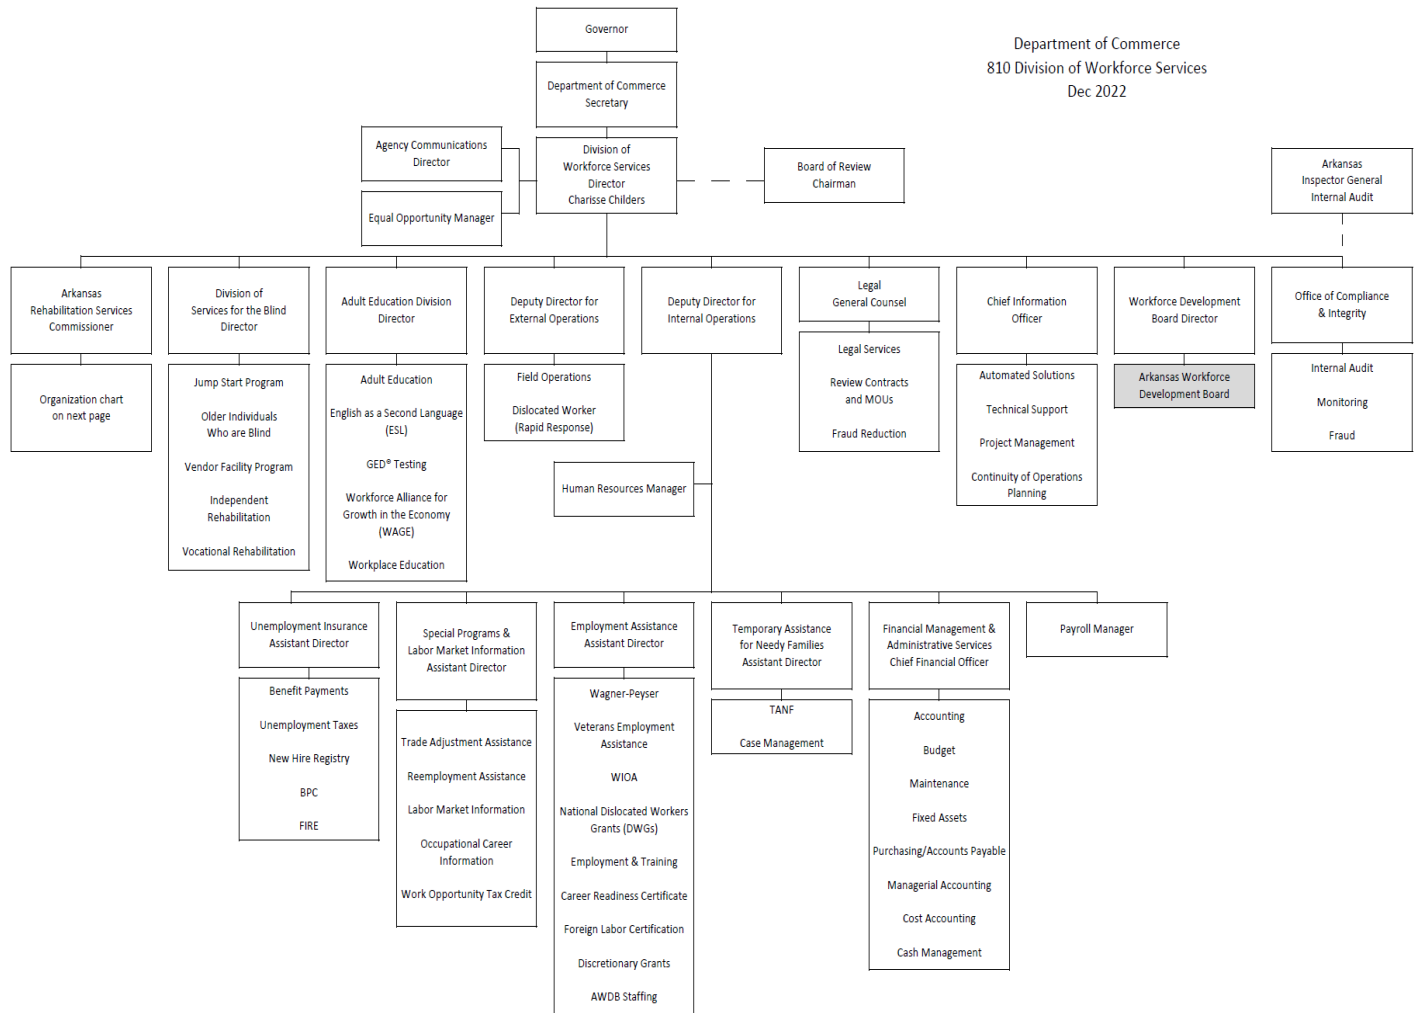 Governor
Department of Commerce
810 Division of Workforce Services
Dec 2022
Department of Commerce
Secretary
Agency Communications
Director
Equal Opportunity Manager
Division of
Workforce Services
Director
Charisse Childers
Board of Review
Chairman
Arkansas
Inspector General
Internal Audit
Arkansas
Rehabilitation Services
Commissioner
Organization chart
on next page
Division of
Services for the Blind
Director
Jump Start Program
Older Individuals
Who are Blind
Vendor Facility Program
Independent
Rehabilitation
Vocational Rehabilitation
Adult Education Division
Director
Adult Education
English as a Second Language
(ESL)
GED® Testing
Workforce Alliance for
Growth in the Economy
(WAGE)
Workplace Education
Deputy Director for
External Operations
Field Operations
Dislocated Worker
(Rapid Response)
Deputy Director for
Internal Operations
Legal
General Counsel
Legal Services
Review Contracts
and MOUs
Fraud Reduction
Chief Information
Officer
Automated Solutions
Technical Support
Project Management
Continuity of Operations
Planning
Workforce Development
Board Director
Arkansas Workforce
Development Board
Office of Compliance
& Integrity
Internal Audit
Monitoring
Fraud
Human Resources Manager
Unemployment Insurance
Assistant Director
Benefit Payments
Unemployment Taxes
New Hire Registry
BPC
FIRE
Special Programs &
Labor Market Information
Assistant Director
Trade Adjustment Assistance
Reemployment Assistance
Labor Market Information
Occupational Career
Information
Work Opportunity Tax Credit
Employment Assistance
Assistant Director
Wagner-Peyser
Veterans Employment
Assistance
WIOA
National Dislocated Workers
Grants (DWGs)
Employment & Training
Career Readiness Certificate
Foreign Labor Certification
Discretionary Grants
AWDB Staffing
Temporary Assistance
for Needy Families
Assistant Director
TANF
Case Management
Financial Management &
Administrative Services
Chief Financial Officer
Accounting
Budget
Maintenance
Fixed Assets
Purchasing/Accounts Payable
Managerial Accounting
Cost Accounting
Cash Management
Payroll Manager